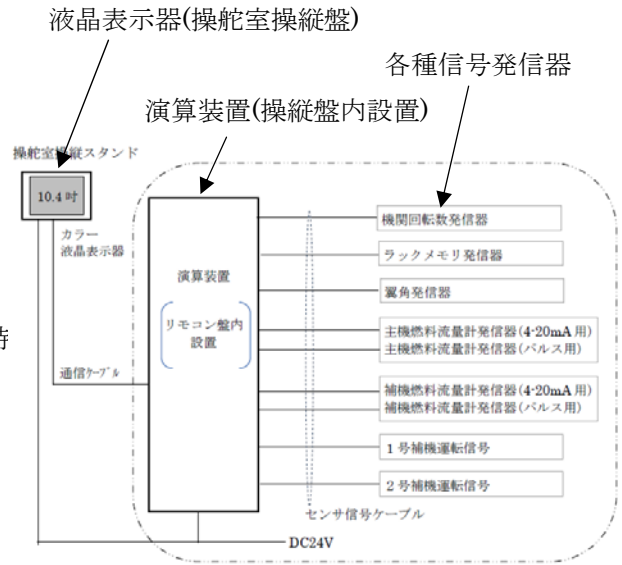 液晶表示器(操舵室操縦盤)
各種信号発信器
演算装置(操縦盤内設置)
操舵室操縦スタンド
10.4吋
カラー
液晶表示器
演算装置
リモコン盤内
設置
通信ケーブル
機関回転数発信器
ラックメモリ発信器
翼角発信器
主機燃料流量計発信器(4-20mA用)
主機燃料流量計発信器(パルス用)
補機燃料流量計発信器(4-20mA用)
補機燃料流量計発信器(パルス用)
1号補機運転信号
2号補機運転信号
センサ信号ケーブル
DC24V